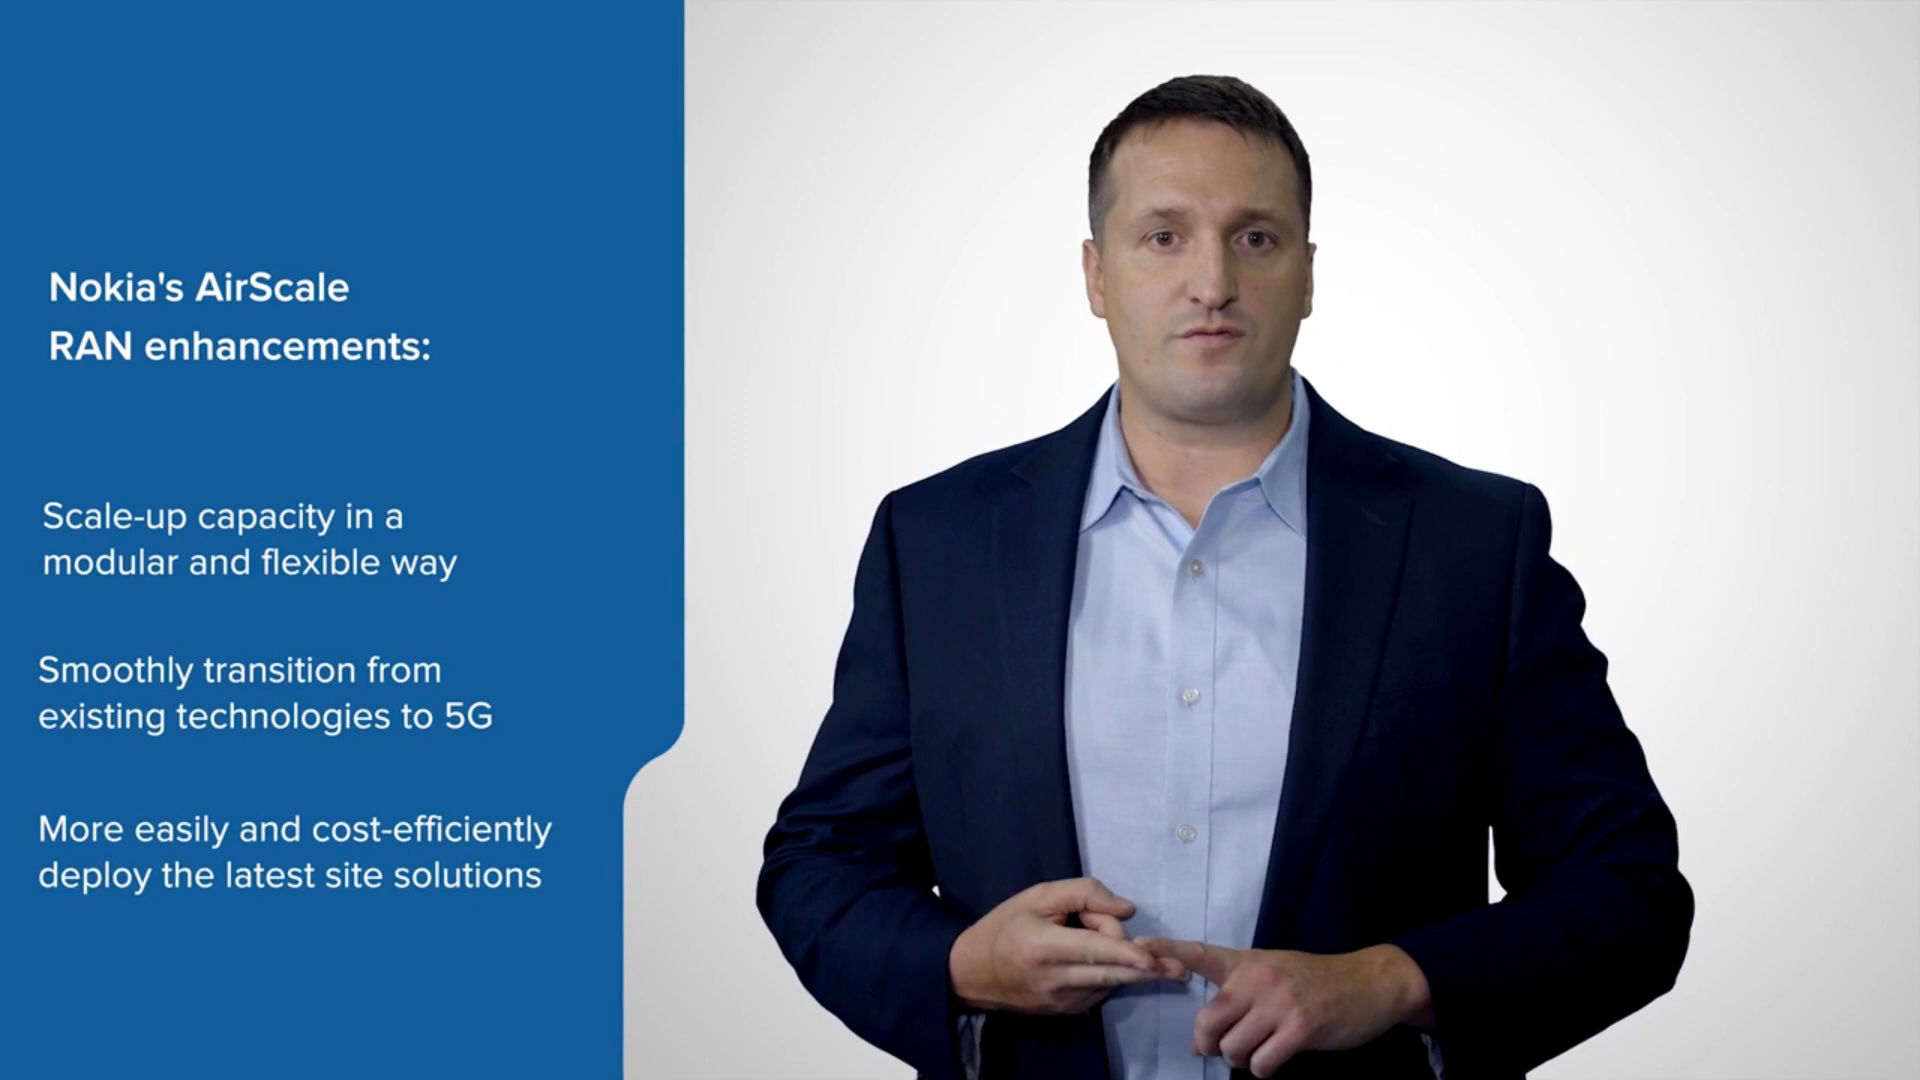 Nokia's AirScale
RAN enhancements:
Scale-up capacity in a
modular and flexible way
Smoothly transition from
existing technologies to 5G
More easily and cost-efficiently
deploy the latest site solutions